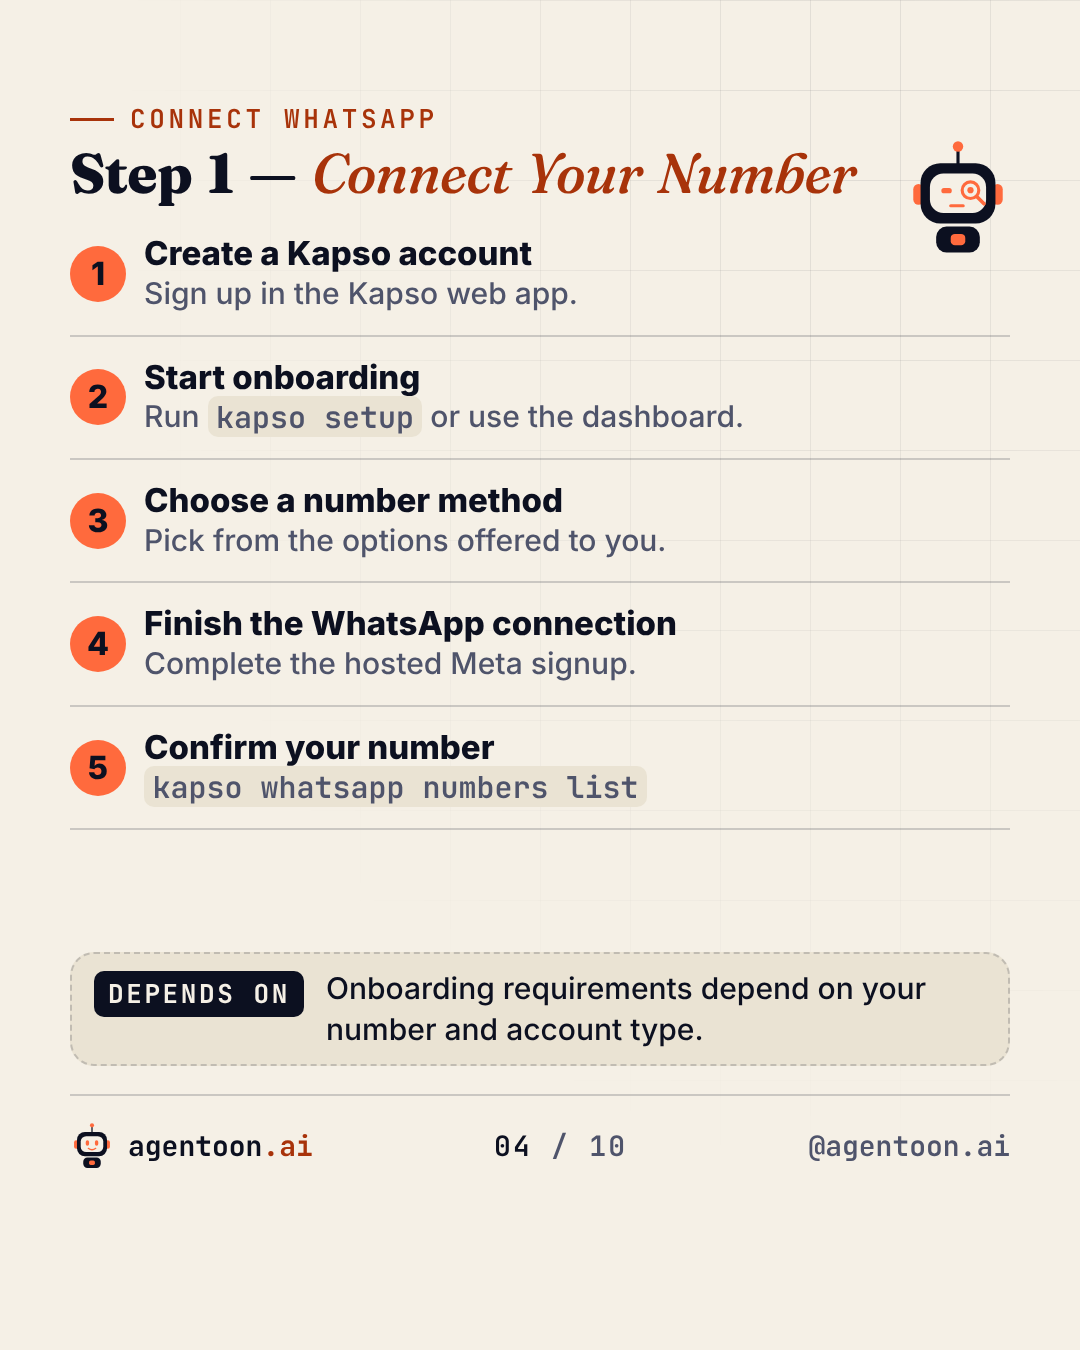 CONNECT WHATSAPP
Step 1 — Connect Your Number
1
Create a Kapso account
Sign up in the Kapso web app.
2
Start onboarding
Run kapso setup or use the dashboard.
3
Choose a number method
Pick from the options offered to you.
4
Finish the WhatsApp connection
Complete the hosted Meta signup.
5
Confirm your number
kapso whatsapp numbers list
DEPENDS ON
Onboarding requirements depend on your
number and account type.
agentoon.ai
04 / 10
@agentoon.ai